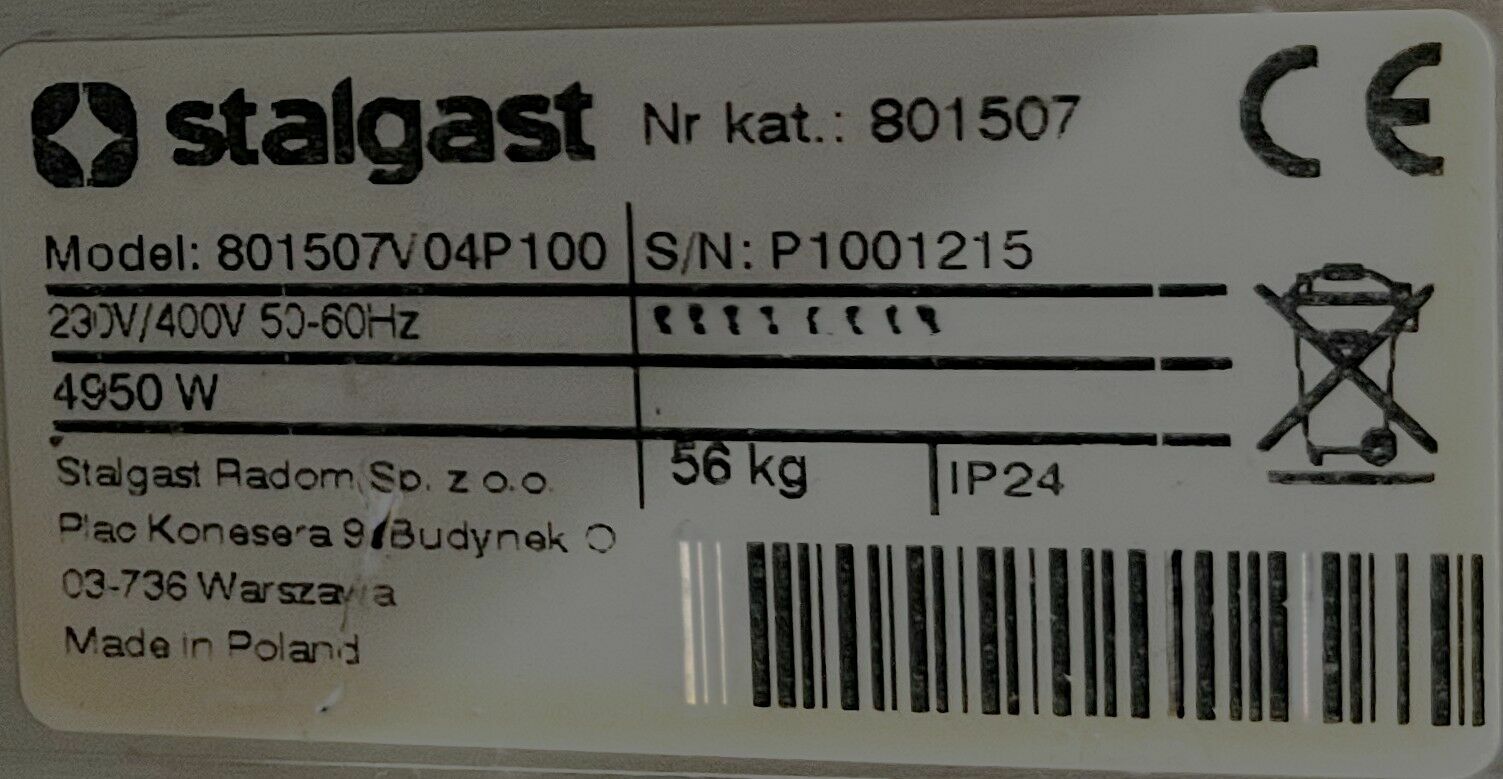 stalgast Nr kat.: 801507 CE
Model: 801507V04P100 S/N: P1001215
230V/400V 50-60Hz
4950 W
56 kg IP24
Stalgast Radom Sp. z o.o.
Plac Konesera 9/Budynek O
03-736 Warszawa
Made in Poland